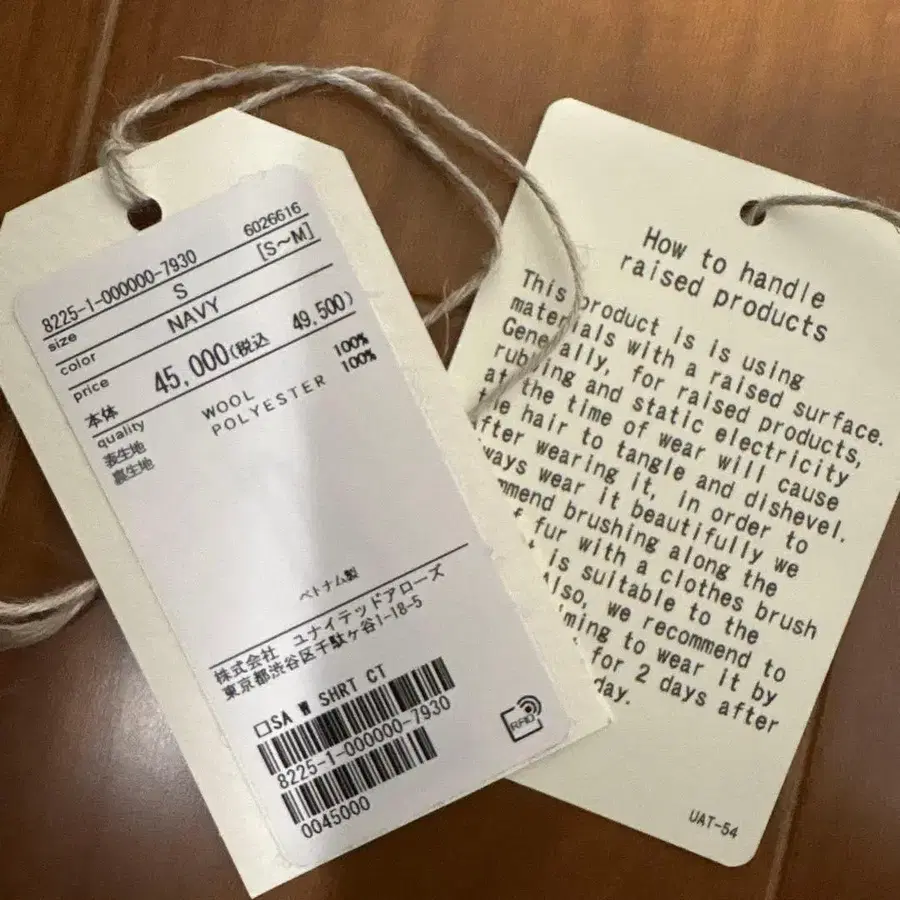 8225-1-000000-7930 6026616
size S [S~M]
color NAVY
price
本体 45,000(税込 49,500)
quality
表生地 WOOL 100%
裏生地 POLYESTER 100%
ベトナム製
株式会社 ユナイテッドアローズ
東京都渋谷区千駄ヶ谷1-18-5
□SA W SHRT CT
8225-1-000000-7930
0045000
RFID
How to handle
raised products
This product is is using
materials with a raised surface.
Generally, for raised products,
rubbing and static electricity
at the time of wear will cause
the hair to tangle and dishevel.
After wearing it, in order to
ways wear it beautifully we
mmend brushing along the
f fur with a clothes brush
is suitable to the
Also, we recommend to
ming to wear it by
for 2 days after
day.
UAT-54